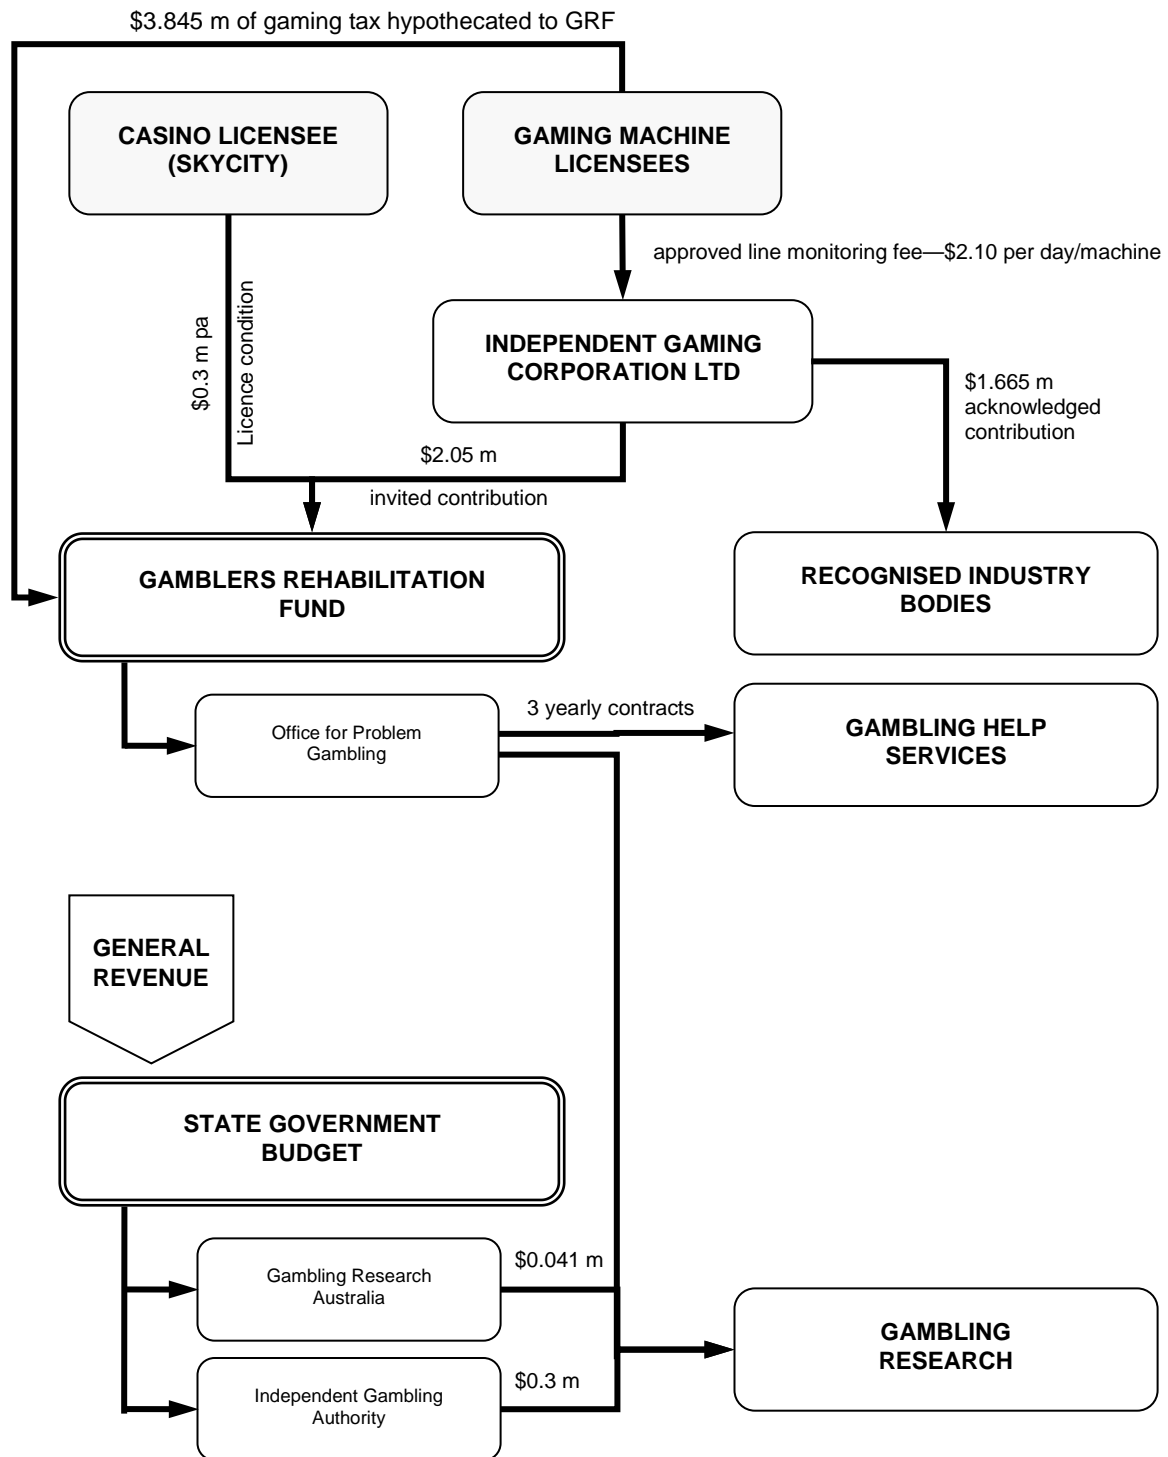 $3.845 m of gaming tax hypothecated to GRF
CASINO LICENSEE
(SKYCITY)
GAMING MACHINE
LICENSEES
approved line monitoring fee—$2.10 per day/machine
$0.3 m pa
Licence condition
INDEPENDENT GAMING
CORPORATION LTD
$1.665 m
acknowledged
contribution
$2.05 m
invited contribution
GAMBLERS REHABILITATION
FUND
RECOGNISED INDUSTRY
BODIES
Office for Problem
Gambling
3 yearly contracts
GAMBLING HELP
SERVICES
GENERAL
REVENUE
STATE GOVERNMENT
BUDGET
Gambling Research
Australia
$0.041 m
GAMBLING
RESEARCH
Independent Gambling
Authority
$0.3 m